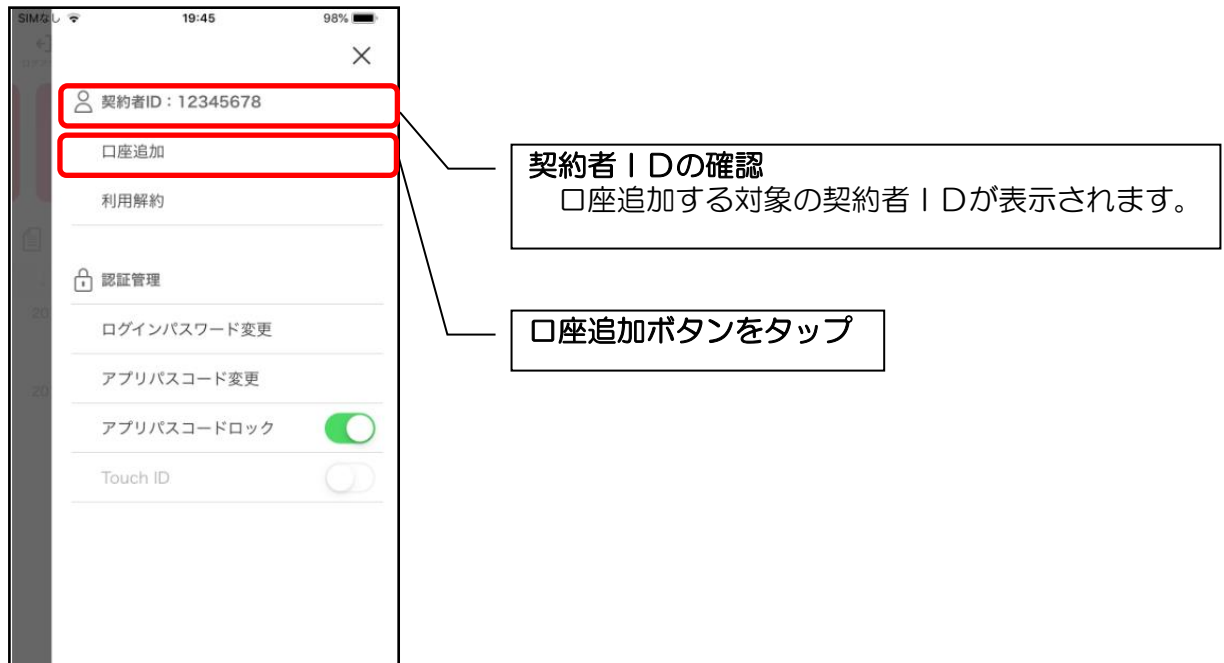 SIMなし 19:45 98%
契約者ID：12345678
口座追加
利用解約
認証管理
ログインパスワード変更
アプリパスコード変更
アプリパスコードロック
Touch ID
20
20
契約者ＩＤの確認
口座追加する対象の契約者ＩＤが表示されます。
口座追加ボタンをタップ